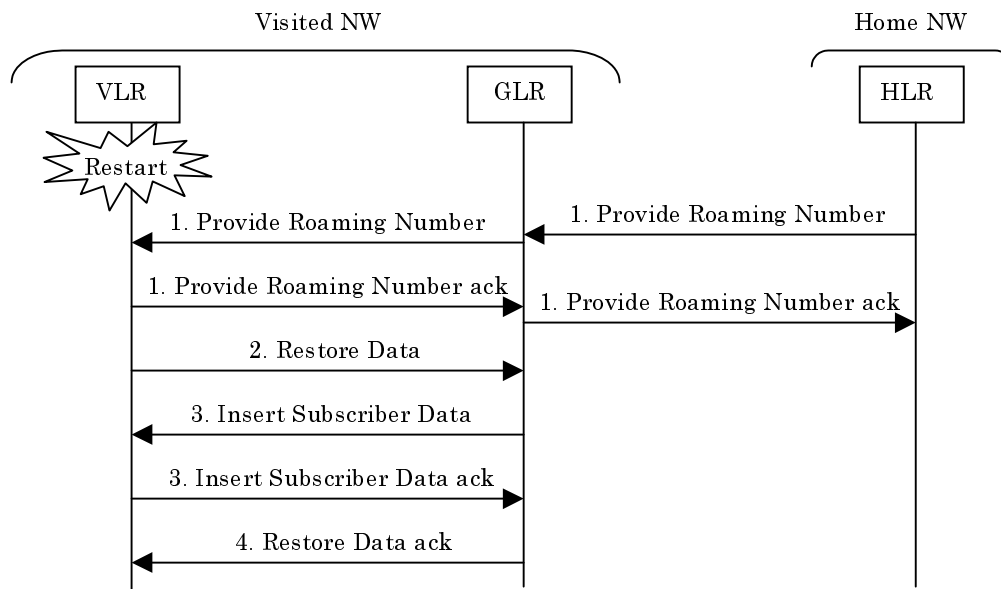 Visited NW
Home NW
VLR
GLR
HLR
Restart
1. Provide Roaming Number
1. Provide Roaming Number
1. Provide Roaming Number ack
1. Provide Roaming Number ack
2. Restore Data
3. Insert Subscriber Data
3. Insert Subscriber Data ack
4. Restore Data ack